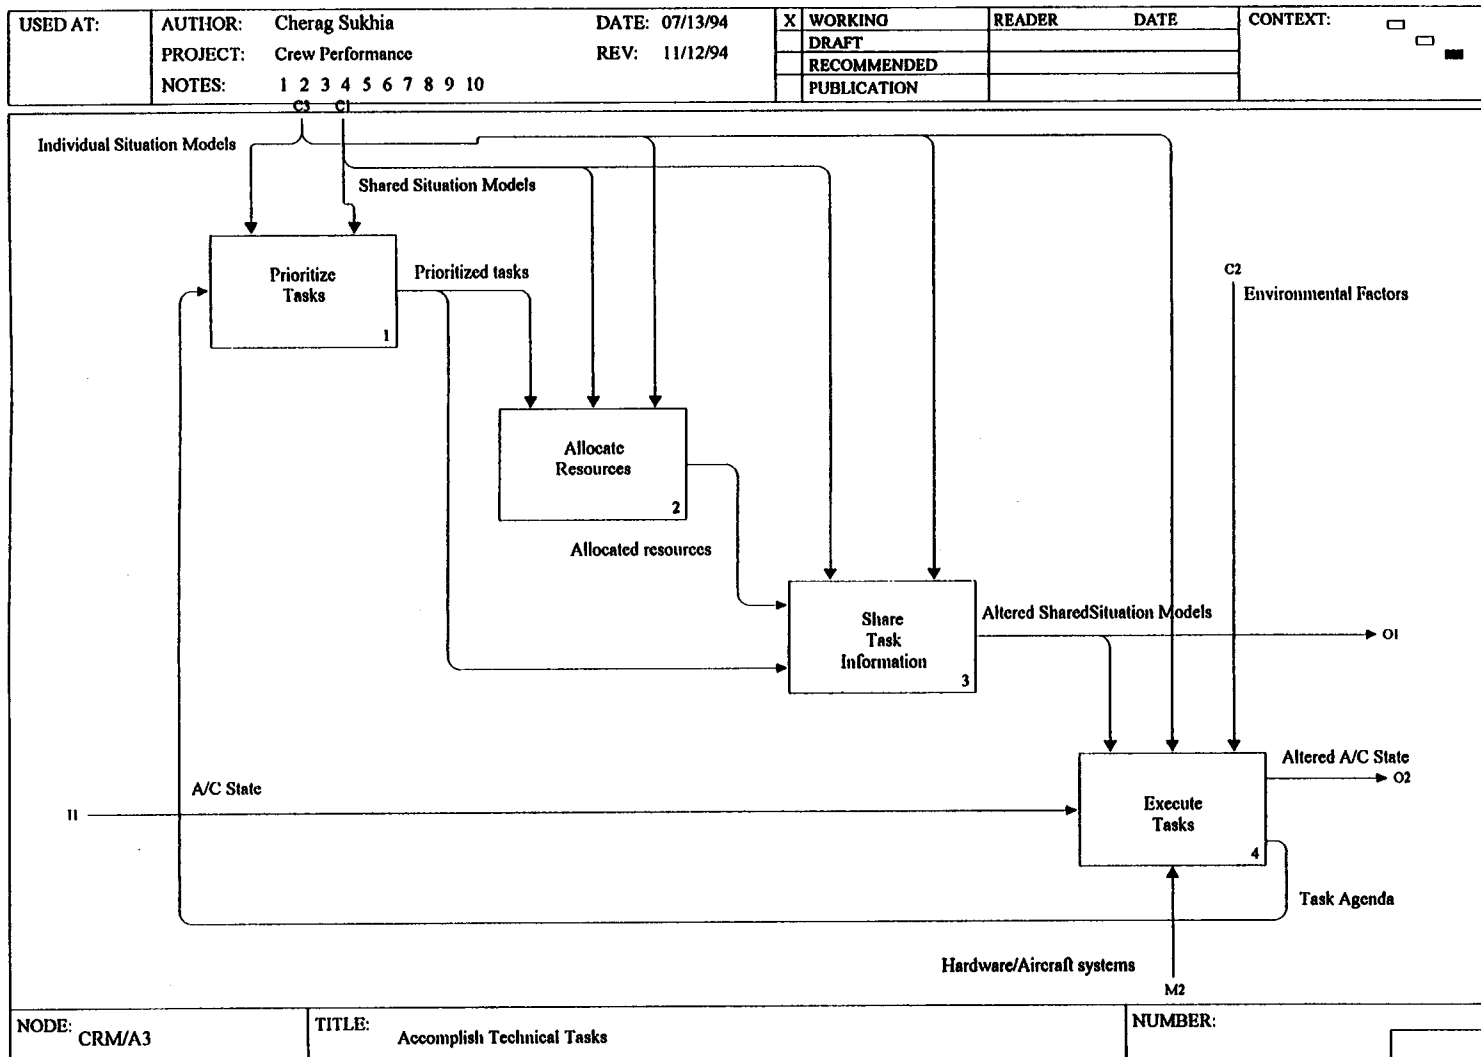 USED AT:
AUTHOR: Cherag Sukhia
DATE: 07/13/94
PROJECT: Crew Performance
REV: 11/12/94
NOTES: 1 2 3 4 5 6 7 8 9 10
X WORKING
DRAFT
RECOMMENDED
PUBLICATION
READER DATE
CONTEXT:
C3 C1
Individual Situation Models
Shared Situation Models
Prioritize
Tasks
1
Prioritized tasks
C2
Environmental Factors
Allocate
Resources
2
Allocated resources
Share
Task
Information
3
Altered SharedSituation Models
O1
Altered A/C State
O2
A/C State
I1
Execute
Tasks
4
Task Agenda
Hardware/Aircraft systems
M2
NODE: CRM/A3
TITLE: Accomplish Technical Tasks
NUMBER: